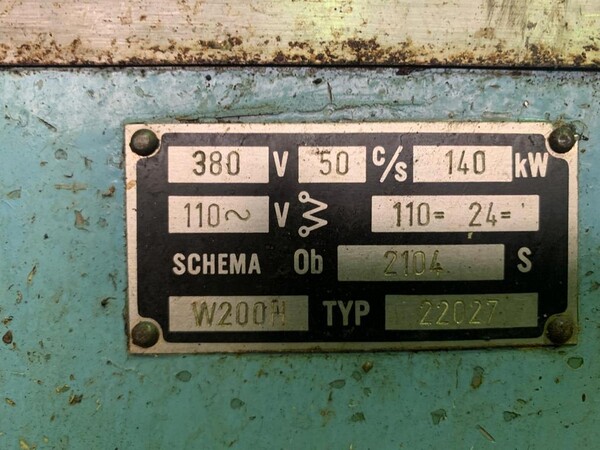 380 V 50 c/s 140 kW
110~ V 110= 24=
SCHEMA Ob 2104 S
W200H TYP 22027